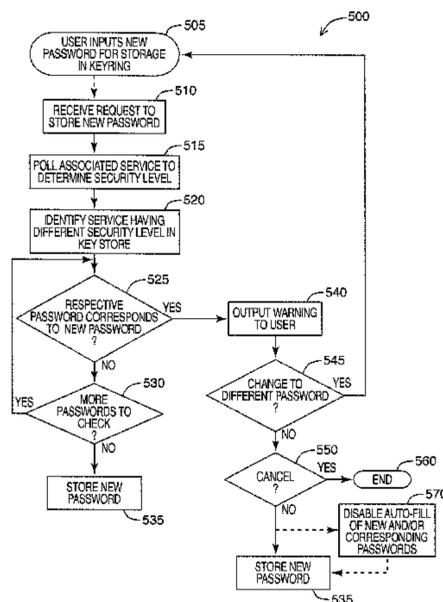 500
505
USER INPUTS NEW
PASSWORD FOR STORAGE
IN KEYRING
510
RECEIVE REQUEST TO
STORE NEW PASSWORD
515
POLL ASSOCIATED SERVICE TO
DETERMINE SECURITY LEVEL
520
IDENTIFY SERVICE HAVING
DIFFERENT SECURITY LEVEL IN
KEY STORE
525
RESPECTIVE
PASSWORD CORRESPONDS
TO NEW PASSWORD
?
YES
NO
540
OUTPUT WARNING
TO USER
530
MORE
PASSWORDS TO
CHECK
?
YES
NO
545
CHANGE TO
DIFFERENT PASSWORD
?
YES
NO
STORE NEW
PASSWORD
535
550
CANCEL
?
YES
NO
560
END
570
DISABLE AUTO-FILL
OF NEW AND/OR
CORRESPONDING
PASSWORDS
STORE NEW
PASSWORD
535